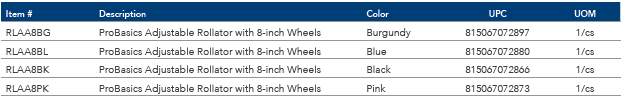 Item # Description Color UPC UOM
RLAA8BG ProBasics Adjustable Rollator with 8-inch Wheels Burgundy 815067072897 1/cs
RLAA8BL ProBasics Adjustable Rollator with 8-inch Wheels Blue 815067072880 1/cs
RLAA8BK ProBasics Adjustable Rollator with 8-inch Wheels Black 815067072866 1/cs
RLAA8PK ProBasics Adjustable Rollator with 8-inch Wheels Pink 815067072873 1/cs